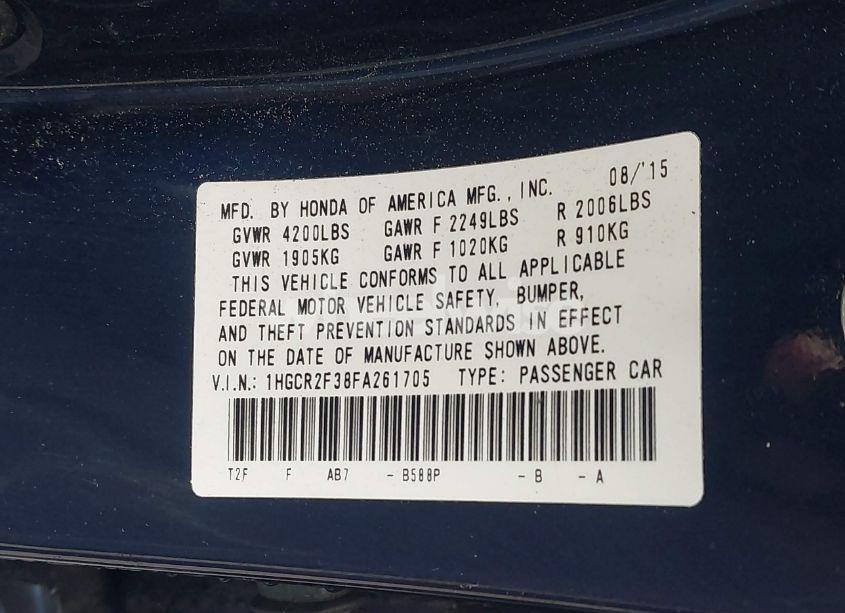 MFD. BY HONDA OF AMERICA MFG., INC. 08/'15
GVWR 4200LBS GAWR F 2249LBS R 2006LBS
GVWR 1905KG GAWR F 1020KG R 910KG
THIS VEHICLE CONFORMS TO ALL APPLICABLE
FEDERAL MOTOR VEHICLE SAFETY, BUMPER,
AND THEFT PREVENTION STANDARDS IN EFFECT
ON THE DATE OF MANUFACTURE SHOWN ABOVE.
V.I.N.: 1HGCR2F38FA261705 TYPE: PASSENGER CAR
T2F F AB7 - B588P - B - A